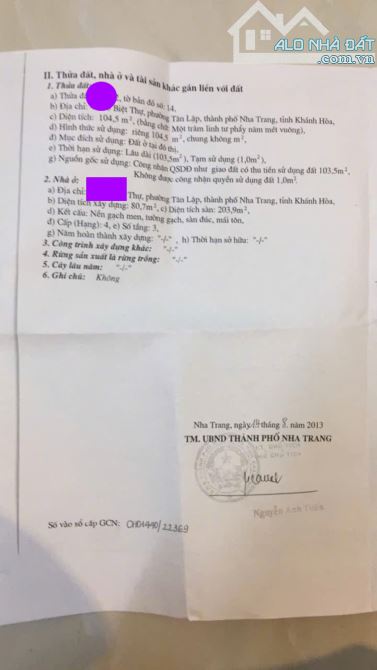 ALO NHÀ ĐẤT
.com.vn
II. Thửa đất, nhà ở và tài sản khác gắn liền với đất
1. Thửa đất:
a) Thửa đấ tờ bản đồ số: 14,
b) Địa chỉ: Biệt Thự, phường Tân Lập, thành phố Nha Trang, tỉnh Khánh Hòa,
c) Diện tích: 104,5 m², (bằng chữ: Một trăm linh tư phẩy năm mét vuông),
d) Hình thức sử dụng: riêng 104,5 m², chung không m²,
đ) Mục đích sử dụng: Đất ở tại đô thị,
e) Thời hạn sử dụng: Lâu dài (103,5m²), Tạm sử dụng (1,0m²),
g) Nguồn gốc sử dụng: Công nhận QSDĐ như giao đất có thu tiền sử dụng đất 103,5m²,
Không được công nhận quyền sử dụng đất 1,0m².
2. Nhà ở:
a) Địa chỉ: Thự, phường Tân Lập, thành phố Nha Trang, tỉnh Khánh Hòa,
b) Diện tích xây dựng: 80,7m², c) Diện tích sàn: 203,9m²,
d) Kết cấu: Nền gạch men, tường gạch, sàn đúc, mái tôn,
đ) Cấp (Hạng): 4, e) Số tầng: 3,
g) Năm hoàn thành xây dựng: "-/-", h) Thời hạn sở hữu: "-/-"
3. Công trình xây dựng khác: "-/-"
4. Rừng sản xuất là rừng trồng: "-/-"
5. Cây lâu năm: "-/-"
6. Ghi chú: Không
Nha Trang, ngày tháng 8 năm 2013
TM. UBND THÀNH PHỐ NHA TRANG
CHỦ TỊCH
PHÓ CHỦ TỊCH
Nguyễn Anh Tuấn
Số vào sổ cấp GCN: CH01440/22369